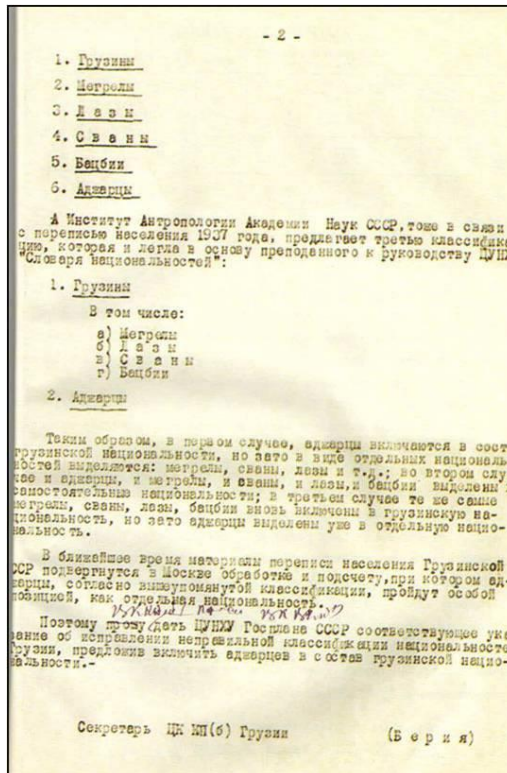 - 2 -
1. Грузины
2. Мегрелы
3. Л а з ы
4. С в а н ы
5. Бацбии
6. Аджарцы
А Институт Антропологии Академии Наук СССР, тоже в связи
с переписью населения 1937 года, предлагает третью классифика
цию, которая и легла в основу преподанного к руководству ЦУНХ
"Словаря национальностей":
1. Грузины
В том числе:
а) Мегрелы
б) Л а з ы
в) С в а н ы
г) Бацбии
2. Аджарцы
Таким образом, в первом случае, аджарцы включаются в сост
грузинской национальности, но зато в виде отдельных националь
ностей выделяются: мегрелы, сваны, лазы и т.д.; во втором слу
чае и аджарцы, и мегрелы, и сваны, и лазы,и бацбии выделены в
самостоятельные национальности; в третьем случае те же самые
мегрелы, сваны, лазы, бацбии вновь включены в грузинскую на-
циональность, но зато аджарцы выделены уже в отдельную нацио-
нальность.
В ближайшее время материалы переписи населения Грузинской
ССР подвергнутся в Москве обработке и подсчету,при котором ад-
жарцы, согласно вышеупомянутой классификации, пройдут особой
позицией, как отдельная национальность.
Поэтому прошу дать ЦУНХУ Госплана СССР соответствующее ука
зание об исправлении неправильной классификации национальносте
Грузии, предложив включить аджарцев в состав грузинской нацио-
нальности.-
Секретарь ЦК КП(б) Грузии (Б е р и я)